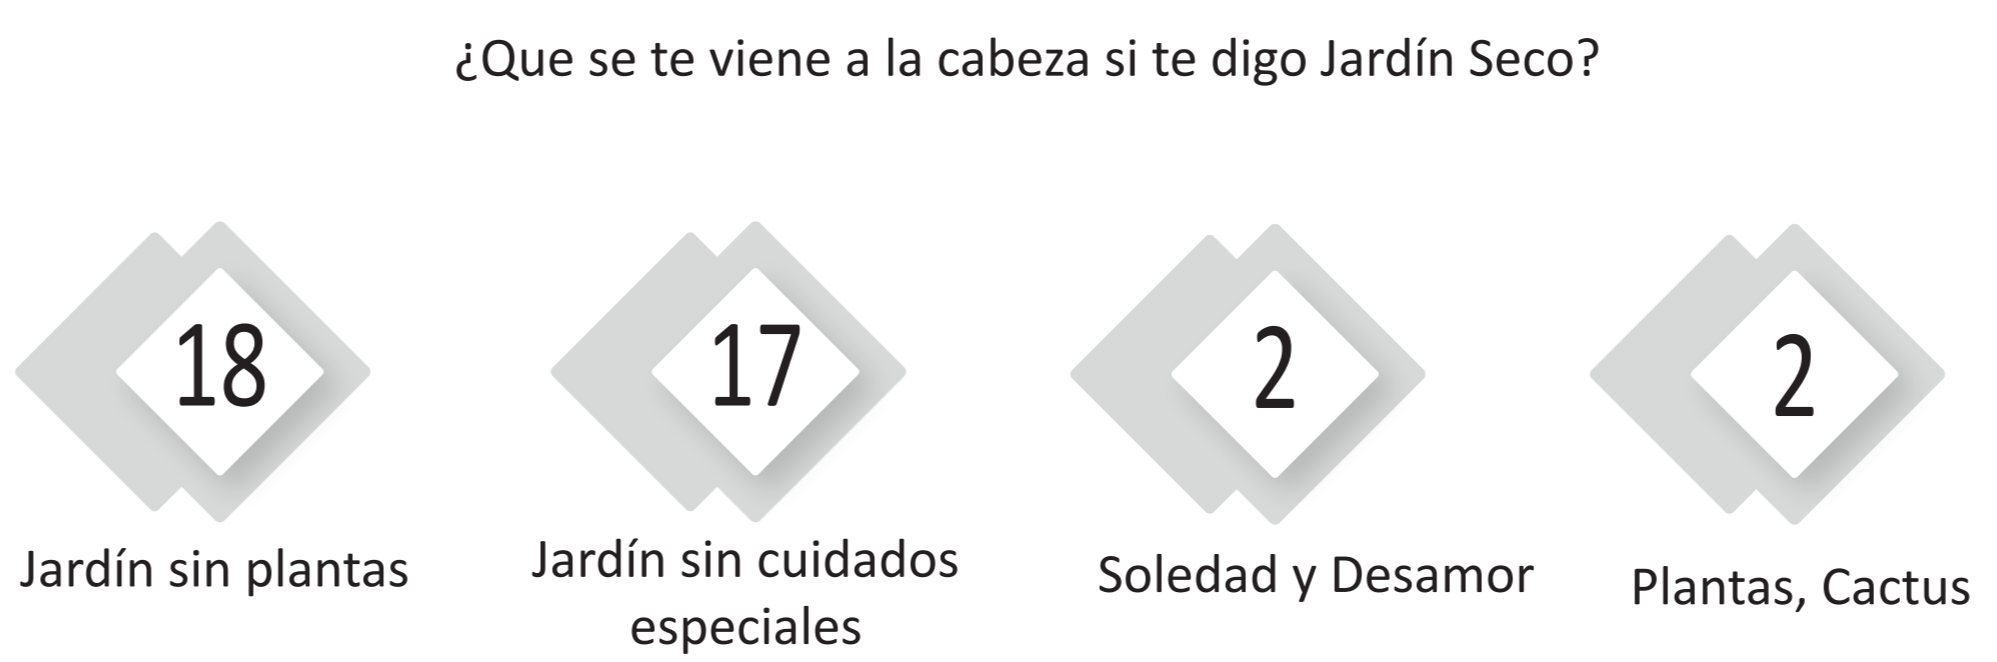 ¿Que se te viene a la cabeza si te digo Jardín Seco?
18
17
2
2
Jardín sin plantas
Jardín sin cuidados
especiales
Soledad y Desamor
Plantas, Cactus